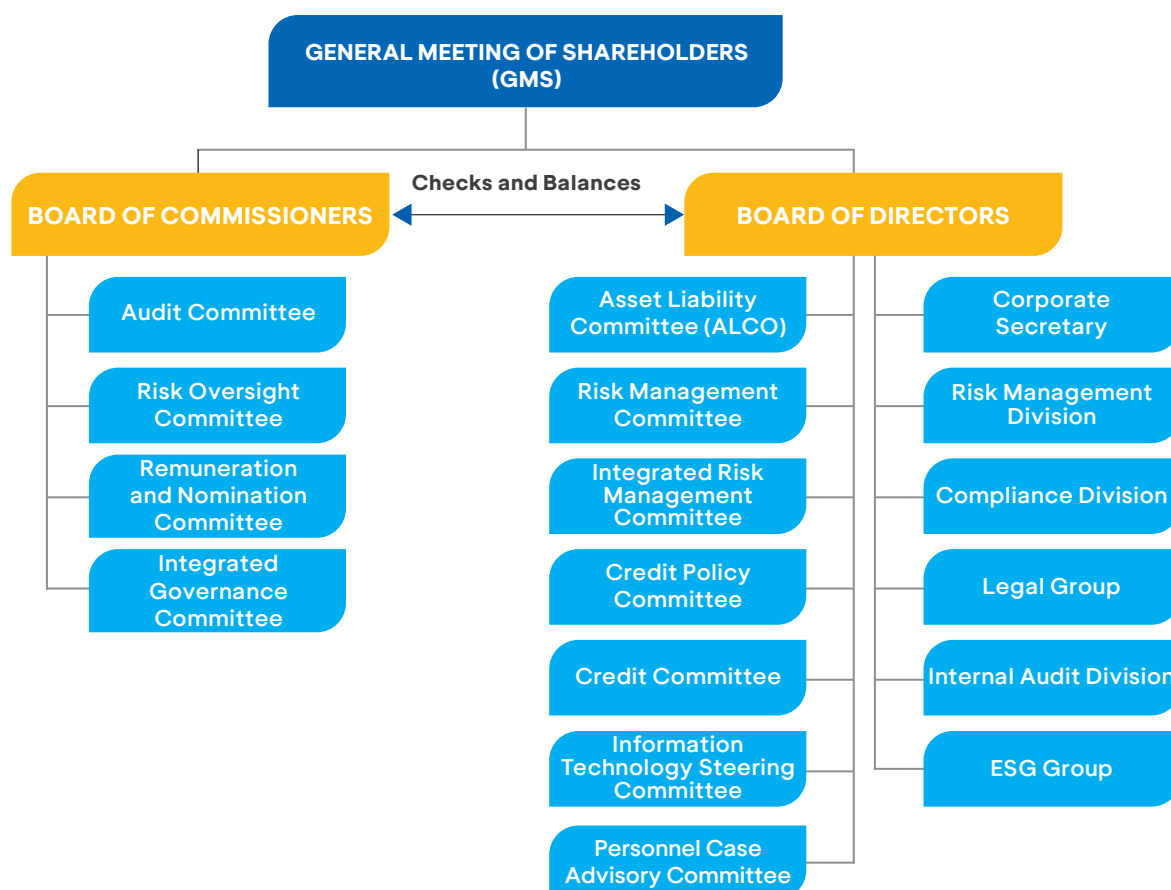 GENERAL MEETING OF SHAREHOLDERS
(GMS)
Checks and Balances
BOARD OF COMMISSIONERS
BOARD OF DIRECTORS
Audit Committee
Risk Oversight
Committee
Remuneration
and Nomination
Committee
Integrated
Governance
Committee
Asset Liability
Committee (ALCO)
Risk Management
Committee
Integrated Risk
Management
Committee
Credit Policy
Committee
Credit Committee
Information
Technology Steering
Committee
Personnel Case
Advisory Committee
Corporate
Secretary
Risk Management
Division
Compliance Division
Legal Group
Internal Audit Division
ESG Group